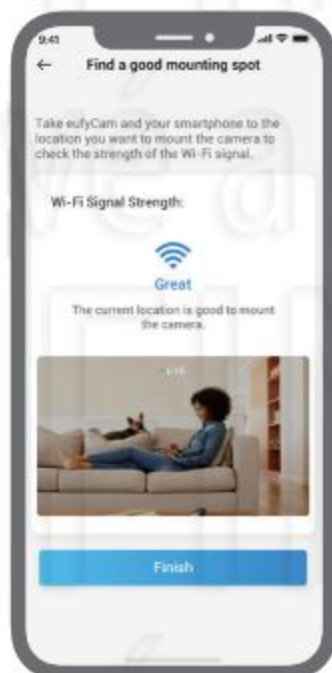 9:41
← Find a good mounting spot
Take eufyCam and your smartphone to the
location you want to mount the camera to
check the strength of the Wi-Fi signal.
Wi-Fi Signal Strength:
Great
The current location is good to mount
the camera.
LIVE
Finish